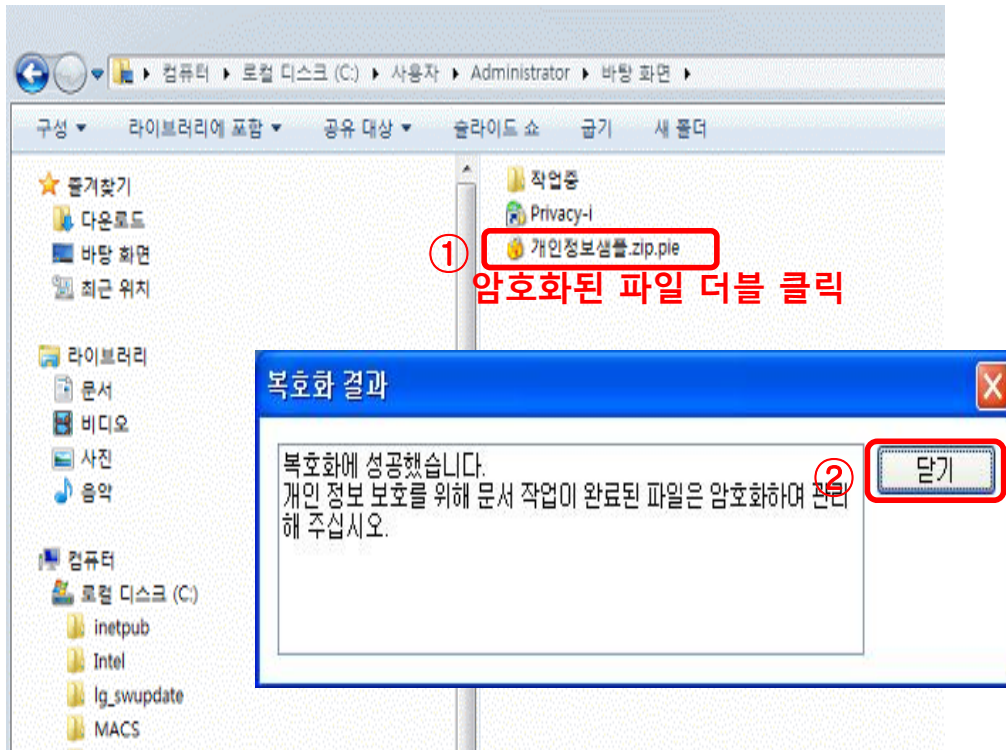 컴퓨터 ▸ 로컬 디스크 (C:) ▸ 사용자 ▸ Administrator ▸ 바탕 화면 ▸
구성 ▾ 라이브러리에 포함 ▾ 공유 대상 ▾ 슬라이드 쇼 굽기 새 폴더
즐겨찾기
다운로드
바탕 화면
최근 위치
라이브러리
문서
비디오
사진
음악
컴퓨터
로컬 디스크 (C:)
inetpub
Intel
lg_swupdate
MACS
작업중
Privacy-i
① 개인정보샘플.zip.pie
암호화된 파일 더블 클릭
복호화 결과
복호화에 성공했습니다.
개인 정보 보호를 위해 문서 작업이 완료된 파일은 암호화하여 관리
해 주십시오.
② 닫기